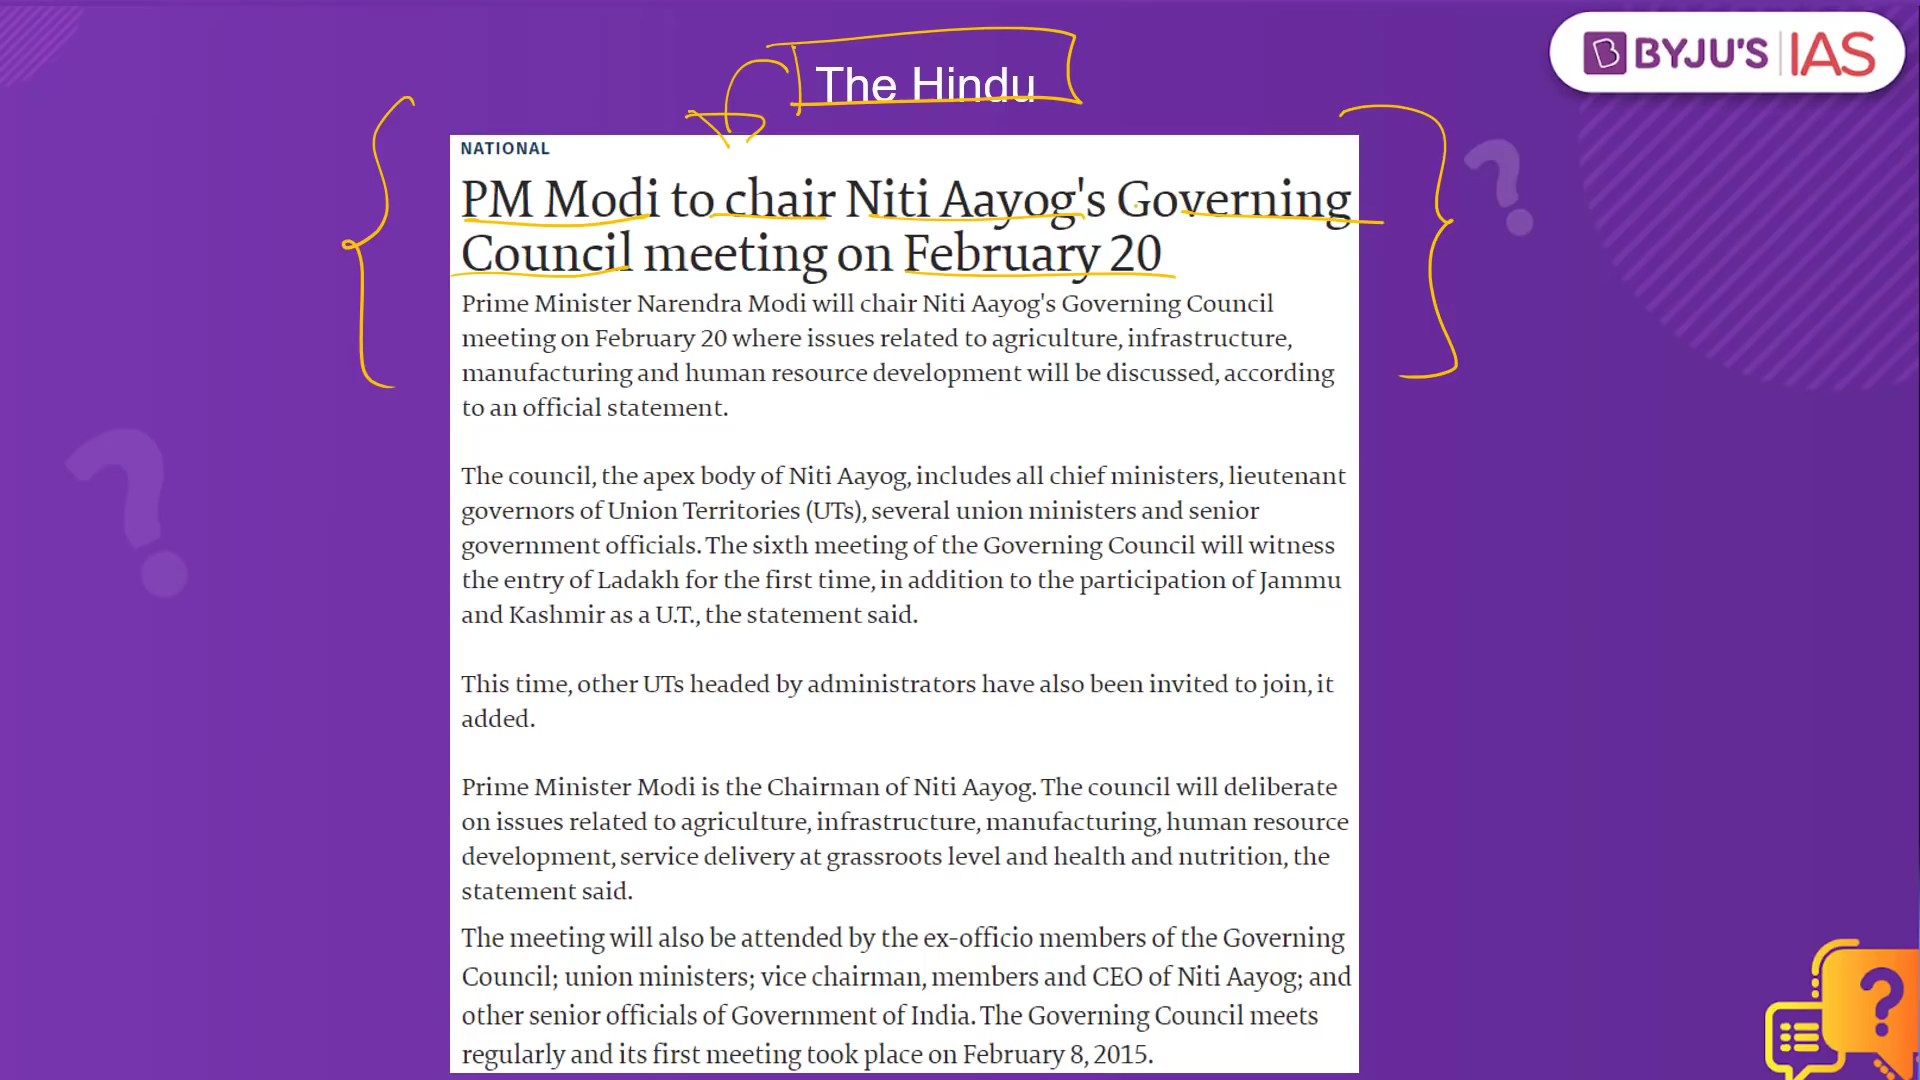 The Hindu
BYJU'S IAS
NATIONAL
PM Modi to chair Niti Aayog's Governing
Council meeting on February 20
Prime Minister Narendra Modi will chair Niti Aayog's Governing Council
meeting on February 20 where issues related to agriculture, infrastructure,
manufacturing and human resource development will be discussed, according
to an official statement.
The council, the apex body of Niti Aayog, includes all chief ministers, lieutenant
governors of Union Territories (UTs), several union ministers and senior
government officials. The sixth meeting of the Governing Council will witness
the entry of Ladakh for the first time, in addition to the participation of Jammu
and Kashmir as a U.T., the statement said.
This time, other UTs headed by administrators have also been invited to join, it
added.
Prime Minister Modi is the Chairman of Niti Aayog. The council will deliberate
on issues related to agriculture, infrastructure, manufacturing, human resource
development, service delivery at grassroots level and health and nutrition, the
statement said.
The meeting will also be attended by the ex-officio members of the Governing
Council; union ministers; vice chairman, members and CEO of Niti Aayog; and
other senior officials of Government of India. The Governing Council meets
regularly and its first meeting took place on February 8, 2015.